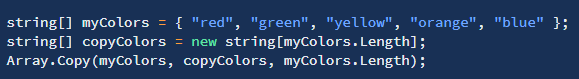 string[] myColors = { "red", "green", "yellow", "orange", "blue" };
string[] copyColors = new string[myColors.Length];
Array.Copy(myColors, copyColors, myColors.Length);